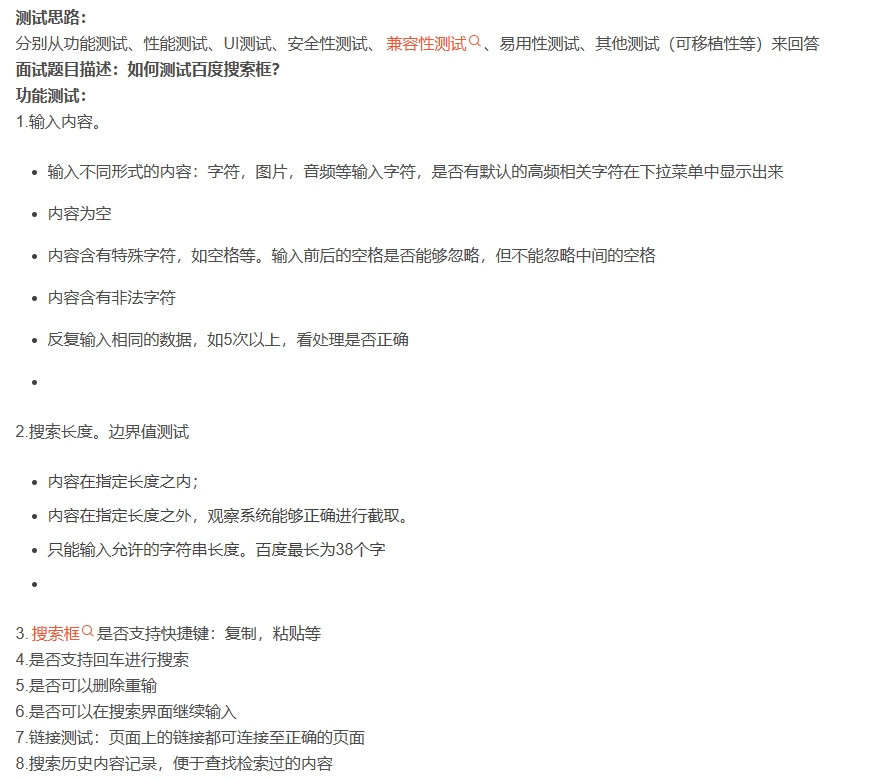 测试思路：
分别从功能测试、性能测试、UI测试、安全性测试、 兼容性测试 、易用性测试、其他测试（可移植性等）来回答
面试题目描述：如何测试百度搜索框？
功能测试：
1.输入内容。
• 输入不同形式的内容：字符，图片，音频等输入字符，是否有默认的高频相关字符在下拉菜单中显示出来
• 内容为空
• 内容含有特殊字符，如空格等。输入前后的空格是否能够忽略，但不能忽略中间的空格
• 内容含有非法字符
• 反复输入相同的数据，如5次以上，看处理是否正确
•
2.搜索长度。边界值测试
• 内容在指定长度之内；
• 内容在指定长度之外，观察系统能够正确进行截取。
• 只能输入允许的字符串长度。百度最长为38个字
•
3. 搜索框 是否支持快捷键：复制，粘贴等
4.是否支持回车进行搜索
5.是否可以删除重输
6.是否可以在搜索界面继续输入
7.链接测试：页面上的链接都可连接至正确的页面
8.搜索历史内容记录，便于查找检索过的内容